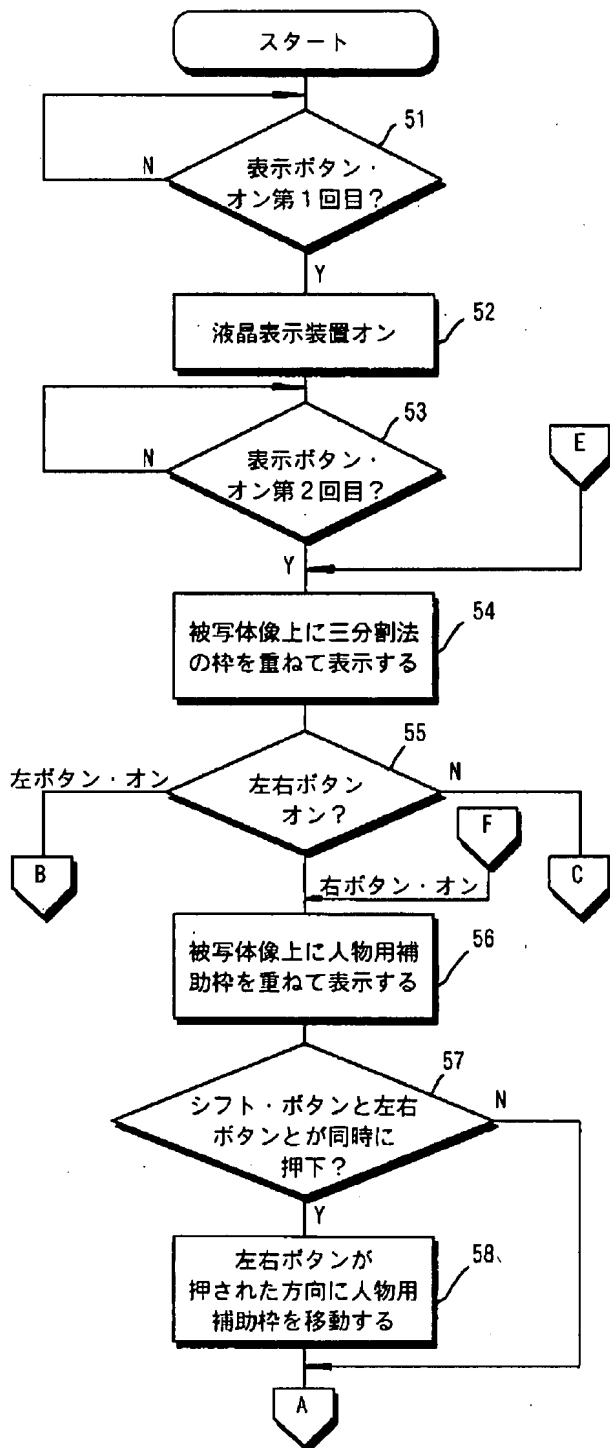 スタート
51
N
表示ボタン・
オン第1回目?
Y
52
液晶表示装置オン
53
N
表示ボタン・
オン第2回目?
E
Y
54
被写体像上に三分割法
の枠を重ねて表示する
55
左ボタン・オン
左右ボタン
オン?
N
F
B
C
右ボタン・オン
56
被写体像上に人物用補
助枠を重ねて表示する
57
シフト・ボタンと左右
ボタンとが同時に
押下?
N
Y
58
左右ボタンが
押された方向に人物用
補助枠を移動する
A